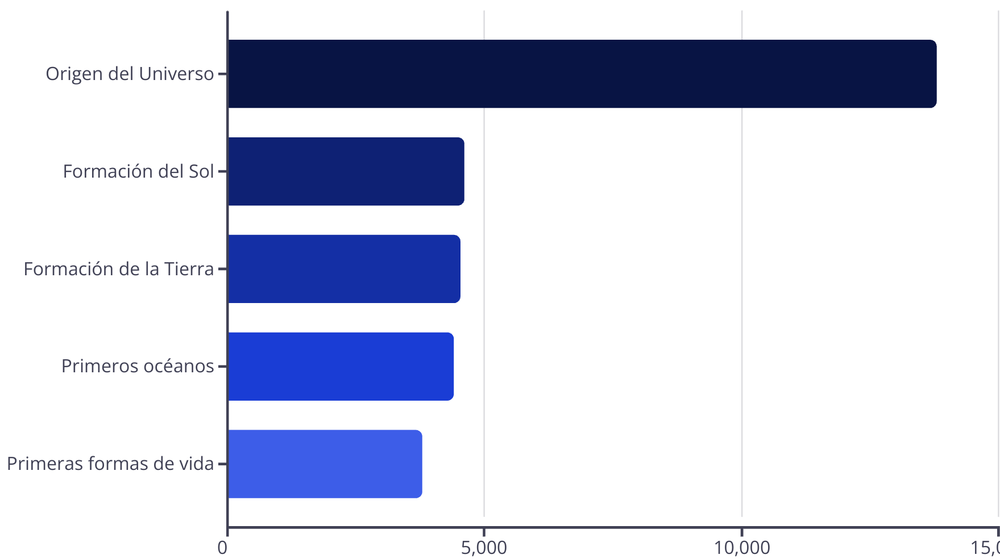 Origen del Universo
Formación del Sol
Formación de la Tierra
Primeros océanos
Primeras formas de vida
0 5,000 10,000